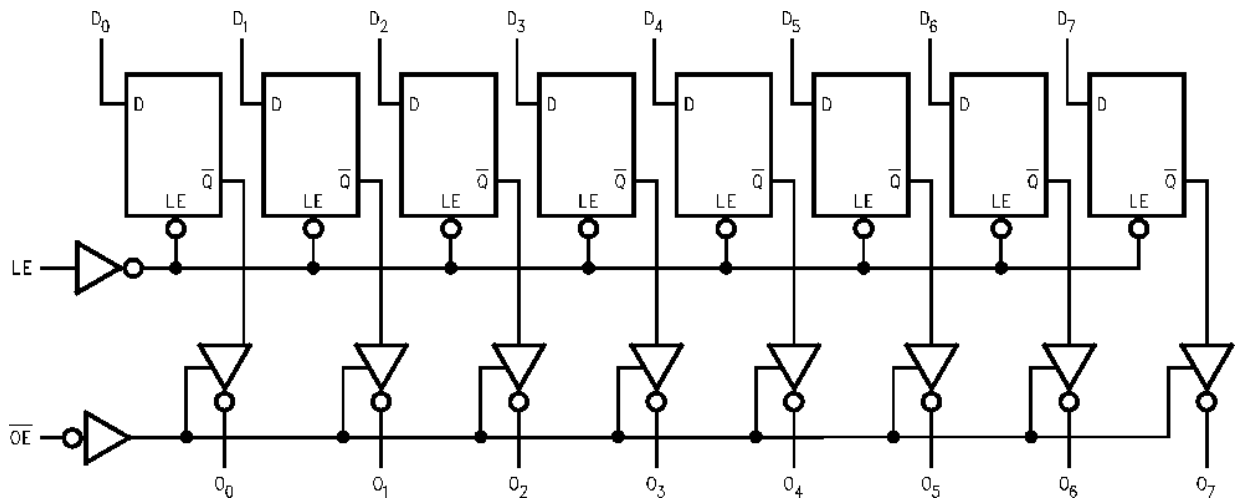 D₀ D₁ D₂ D₃ D₄ D₅ D₆ D₇
D D D D D D D D
Q̅ Q̅ Q̅ Q̅ Q̅ Q̅ Q̅ Q̅
LE LE LE LE LE LE LE LE
LE
O̅E̅
O₀ O₁ O₂ O₃ O₄ O₅ O₆ O₇